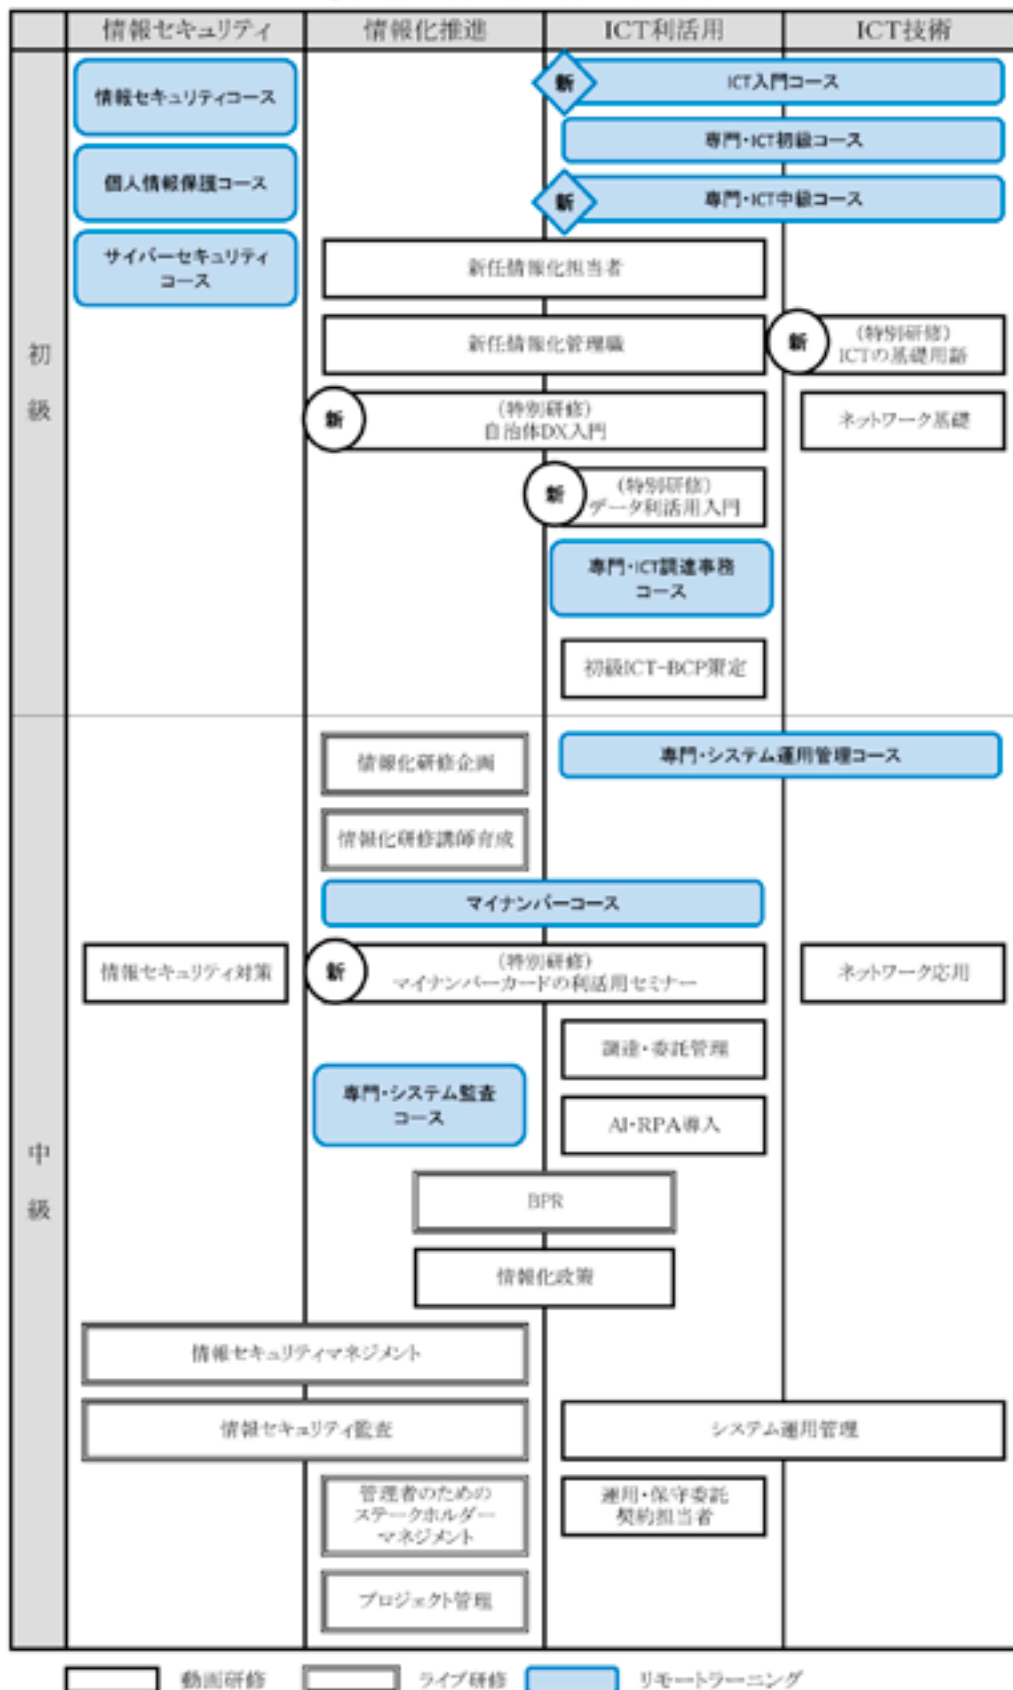 情報セキュリティ
情報化推進
ICT利活用
ICT技術
初
級
情報セキュリティコース
個人情報保護コース
サイバーセキュリティ
コース
新
ICT入門コース
専門・ICT初級コース
新
専門・ICT中級コース
新任情報化担当者
新任情報化管理職
新
(特別研修)
ICTの基礎用語
新
(特別研修)
自治体DX入門
ネットワーク基礎
新
(特別研修)
データ利活用入門
専門・ICT調達事務
コース
初級ICT-BCP策定
中
級
情報化研修企画
専門・システム運用管理コース
情報化研修講師育成
マイナンバーコース
情報セキュリティ対策
新
(特別研修)
マイナンバーカードの利活用セミナー
ネットワーク応用
調達・委託管理
専門・システム監査
コース
AI・RPA導入
BPR
情報化政策
情報セキュリティマネジメント
情報セキュリティ監査
システム運用管理
管理者のための
ステークホルダー
マネジメント
運用・保守委託
契約担当者
プロジェクト管理
動画研修
ライブ研修
リモートラーニング